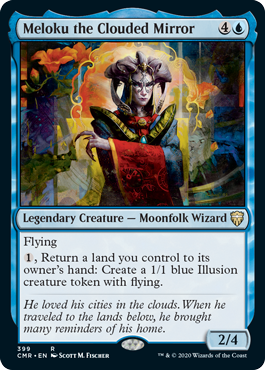 Meloku the Clouded Mirror 4
Legendary Creature — Moonfolk Wizard
Flying
1, Return a land you control to its
owner's hand: Create a 1/1 blue Illusion
creature token with flying.
He loved his cities in the clouds. When he
traveled to the lands below, he brought
many reminders of his home.
2/4
399 R
CMR • EN Scott M. Fischer ™ & © 2020 Wizards of the Coast